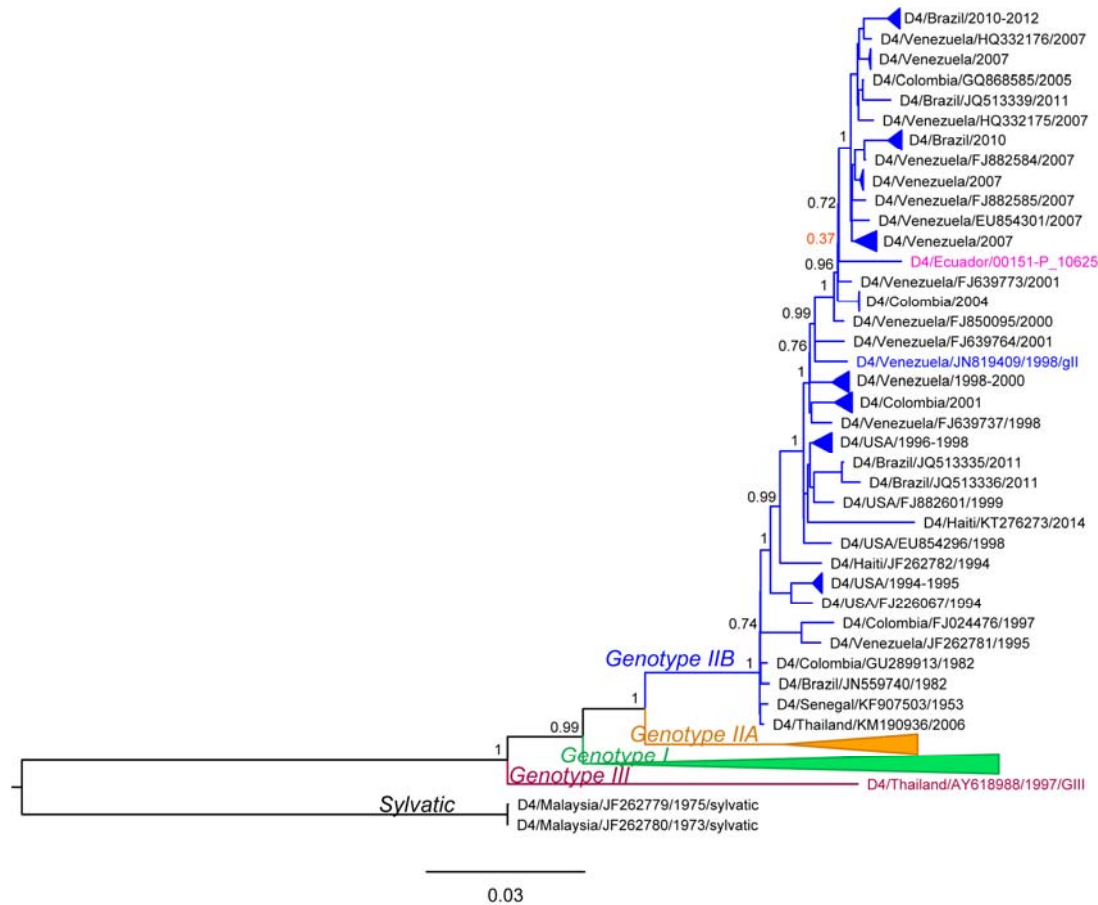 D4/Brazil/2010-2012
D4/Venezuela/HQ332176/2007
D4/Venezuela/2007
D4/Colombia/GQ868585/2005
D4/Brazil/JQ513339/2011
D4/Venezuela/HQ332175/2007
1
D4/Brazil/2010
D4/Venezuela/FJ882584/2007
D4/Venezuela/2007
0.72
D4/Venezuela/FJ882585/2007
D4/Venezuela/EU854301/2007
0.37
D4/Venezuela/2007
0.96
D4/Ecuador/00151-P_10625
1
D4/Venezuela/FJ639773/2001
D4/Colombia/2004
0.99
D4/Venezuela/FJ850095/2000
0.76
D4/Venezuela/FJ639764/2001
D4/Venezuela/JN819409/1998/gII
1
D4/Venezuela/1998-2000
D4/Colombia/2001
D4/Venezuela/FJ639737/1998
1
D4/USA/1996-1998
D4/Brazil/JQ513335/2011
D4/Brazil/JQ513336/2011
0.99
D4/USA/FJ882601/1999
D4/Haiti/KT276273/2014
1
D4/USA/EU854296/1998
D4/Haiti/JF262782/1994
D4/USA/1994-1995
D4/USA/FJ226067/1994
0.74
D4/Colombia/FJ024476/1997
D4/Venezuela/JF262781/1995
Genotype IIB
1
D4/Colombia/GU289913/1982
D4/Brazil/JN559740/1982
1
D4/Senegal/KF907503/1953
D4/Thailand/KM190936/2006
0.99
Genotype IIA
1
Genotype I
Genotype III
D4/Thailand/AY618988/1997/GIII
Sylvatic
D4/Malaysia/JF262779/1975/sylvatic
D4/Malaysia/JF262780/1973/sylvatic
0.03